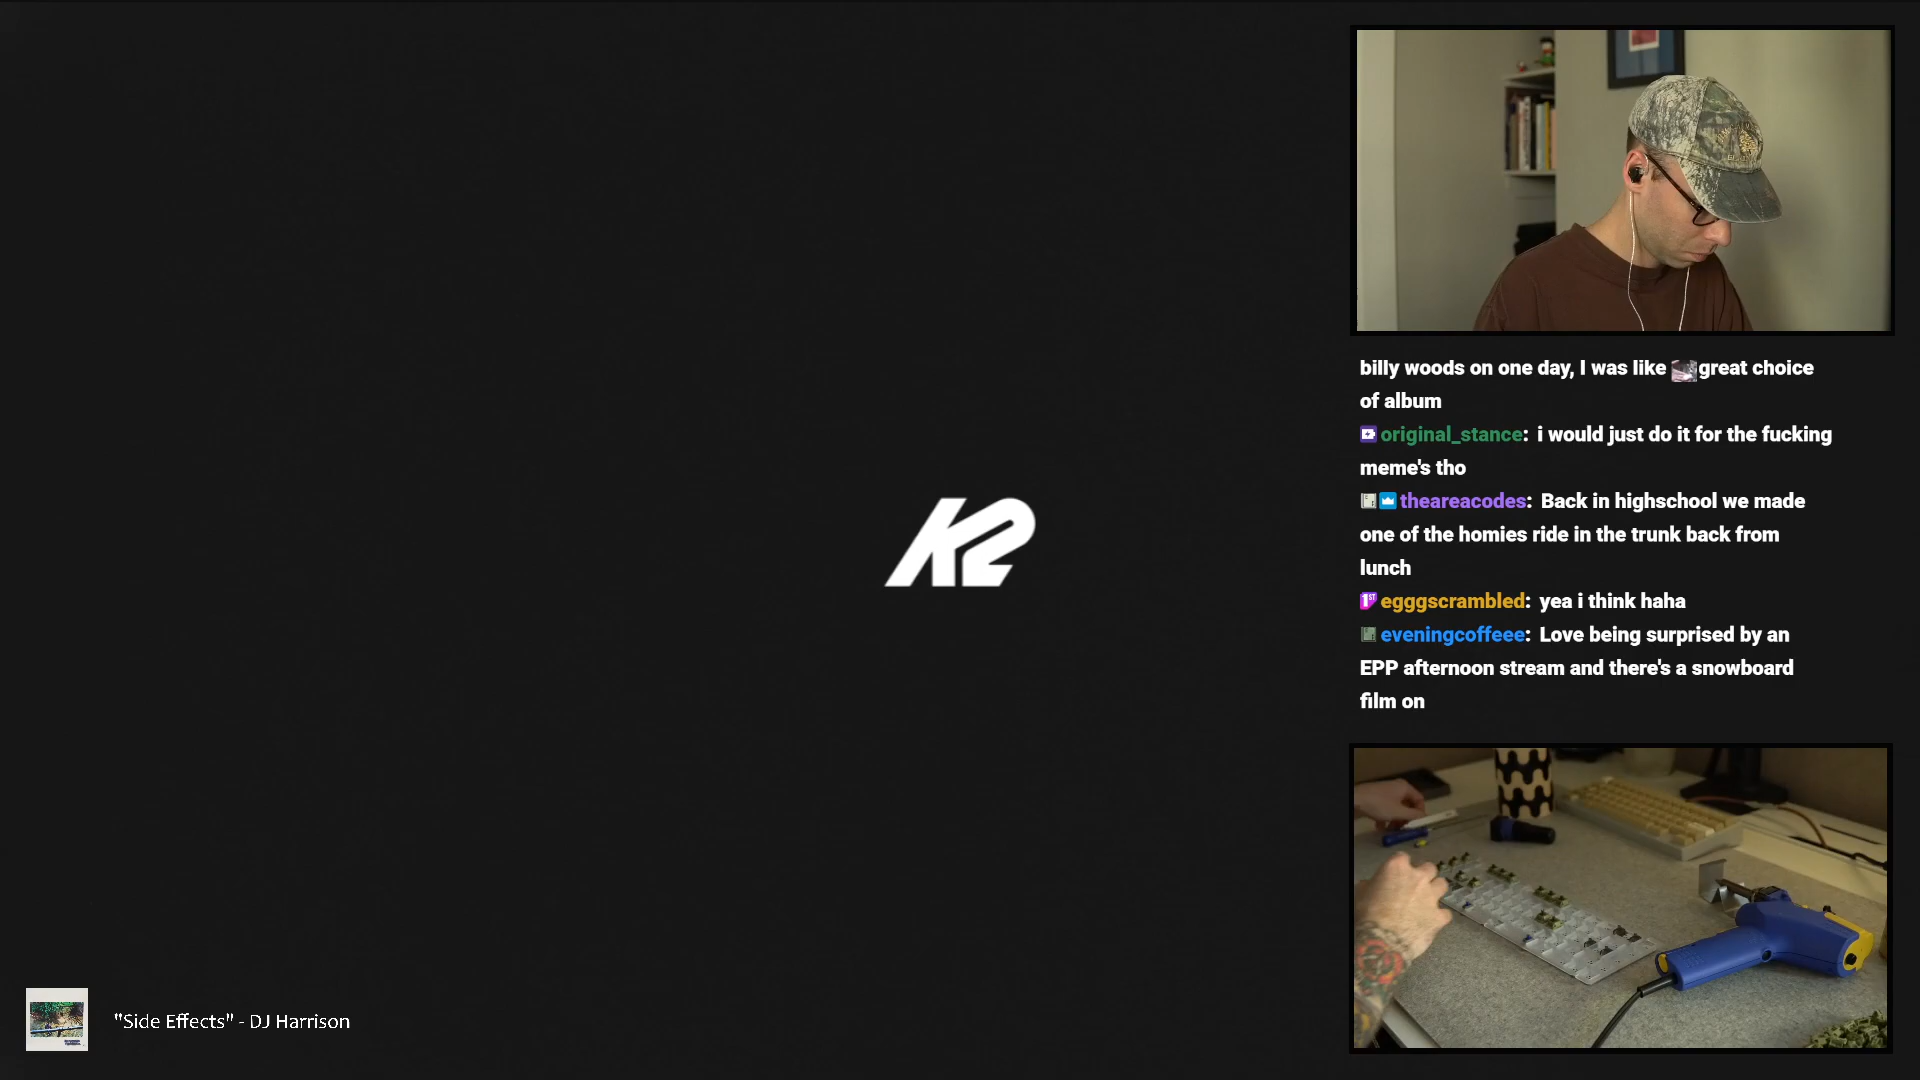 billy woods on one day, I was like great choice
of album
original_stance: i would just do it for the fucking
meme's tho
theareacodes: Back in highschool we made
one of the homies ride in the trunk back from
lunch
1ST egggscrambled: yea i think haha
eveningcoffeee: Love being surprised by an
EPP afternoon stream and there's a snowboard
film on
K2
"Side Effects" - DJ Harrison